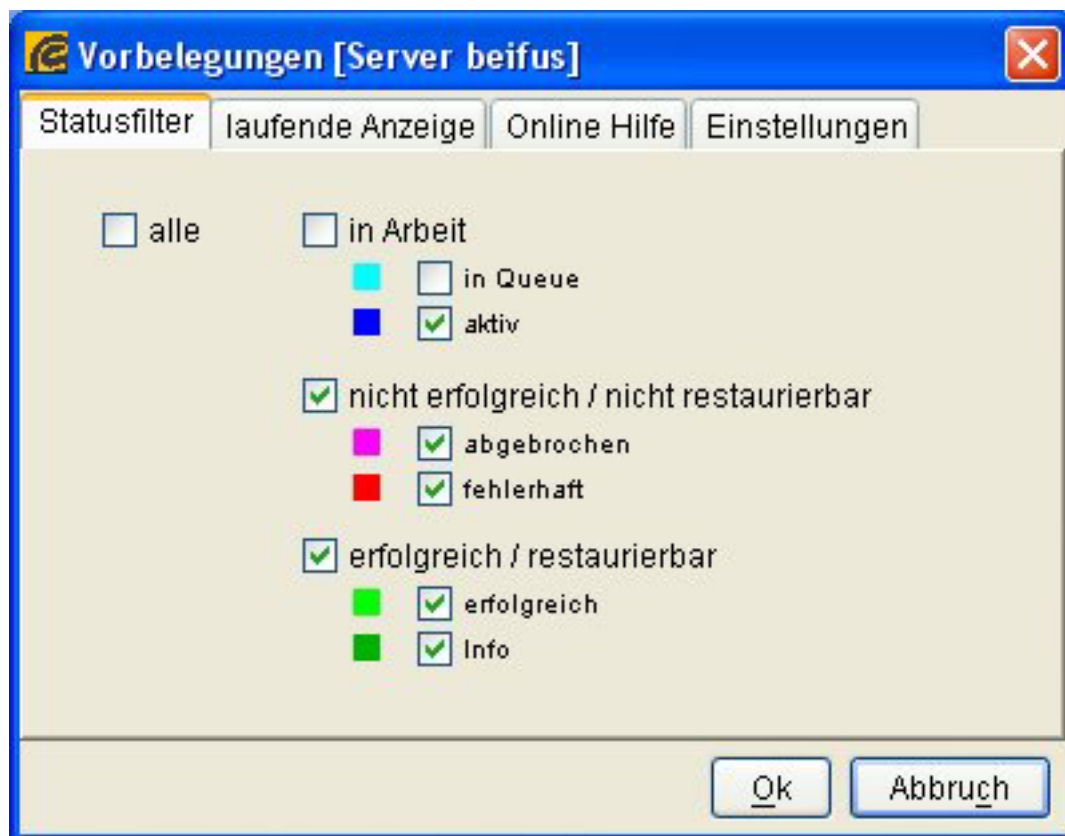 Vorbelegungen [Server beifus]
Statusfilter laufende Anzeige Online Hilfe Einstellungen
alle in Arbeit
in Queue
aktiv
nicht erfolgreich / nicht restaurierbar
abgebrochen
fehlerhaft
erfolgreich / restaurierbar
erfolgreich
Info
Ok Abbruch